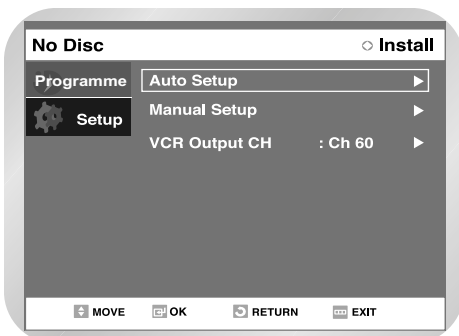 No Disc Install
Programme Auto Setup
Setup Manual Setup
VCR Output CH : Ch 60
MOVE OK RETURN EXIT